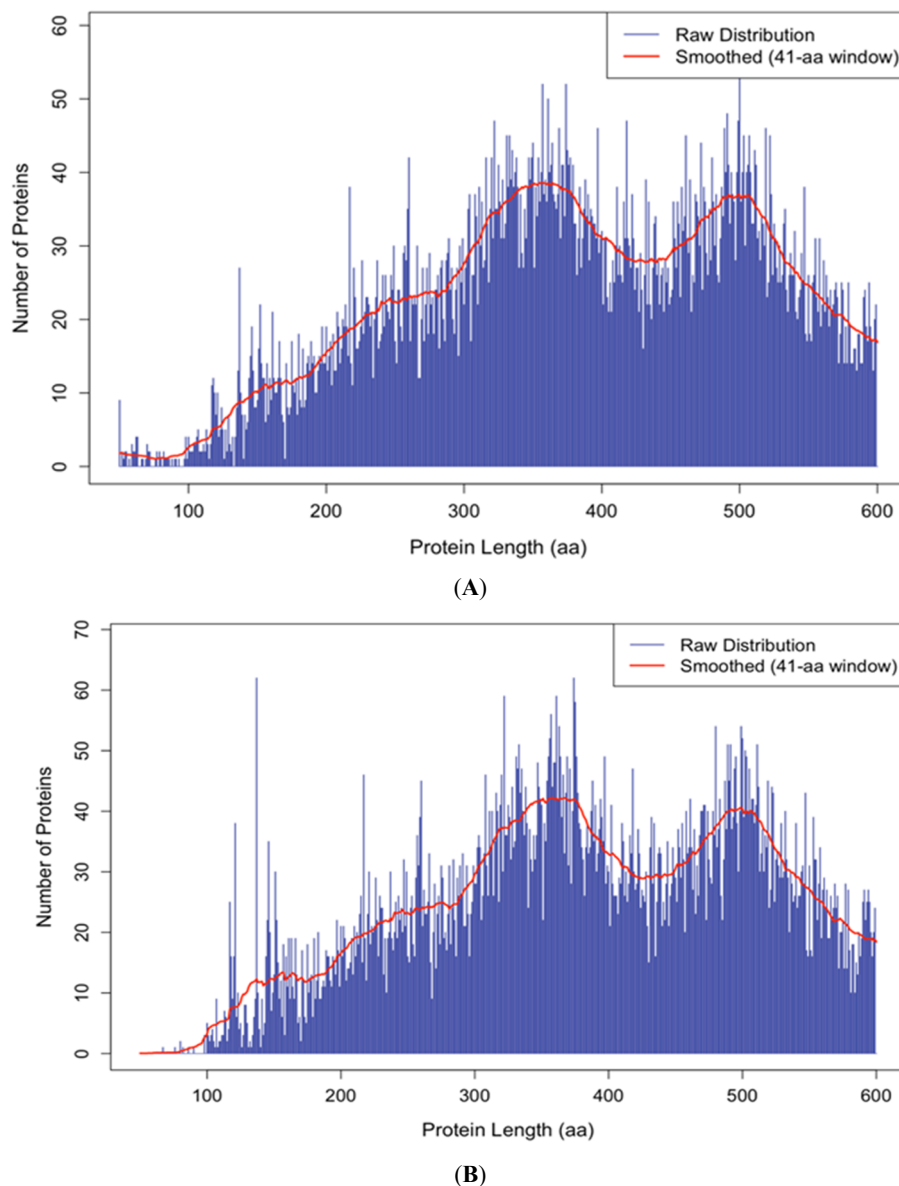 60
50
40
30
20
10
0
Number of Proteins
Raw Distribution
Smoothed (41-aa window)
100 200 300 400 500 600
Protein Length (aa)
(A)
70
60
50
40
30
20
10
0
Number of Proteins
Raw Distribution
Smoothed (41-aa window)
100 200 300 400 500 600
Protein Length (aa)
(B)